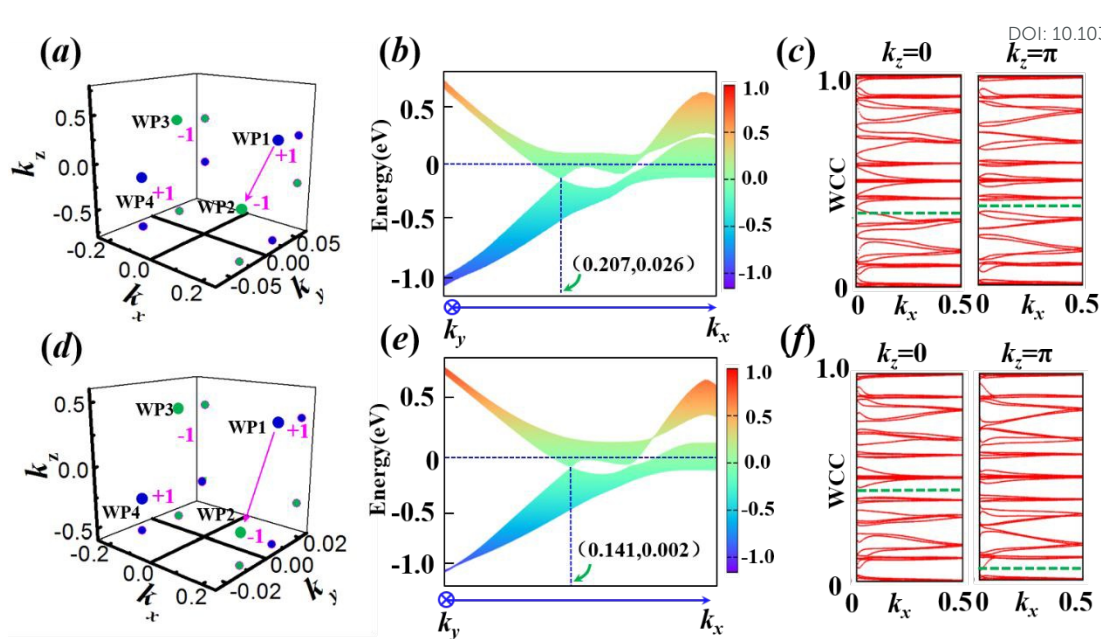 DOI: 10.103
(a)
0.5
0.0
-0.5
k_z
WP3
-1
WP1
+1
WP4
+1
WP2
-1
-0.2
0.0
0.2
k_x
-0.05
0.00
0.05
k_y
(b)
Energy(eV)
0.5
0
-0.5
-1.0
(0.207,0.026)
k_y
k_x
1.0
0.5
0.0
-0.5
-1.0
(c)
k_z=0
k_z=π
1.0
WCC
0
0
k_x
0.5
0
k_x
0.5
(d)
0.5
0.0
-0.5
k_z
WP3
-1
WP1
+1
WP4
+1
WP2
-1
-0.2
0.0
0.2
k_x
-0.02
0.00
0.02
k_y
(e)
Energy(eV)
0.5
0
-0.5
-1.0
(0.141,0.002)
k_y
k_x
1.0
0.5
0.0
-0.5
-1.0
(f)
k_z=0
k_z=π
1.0
WCC
0
0
k_x
0.5
0
k_x
0.5